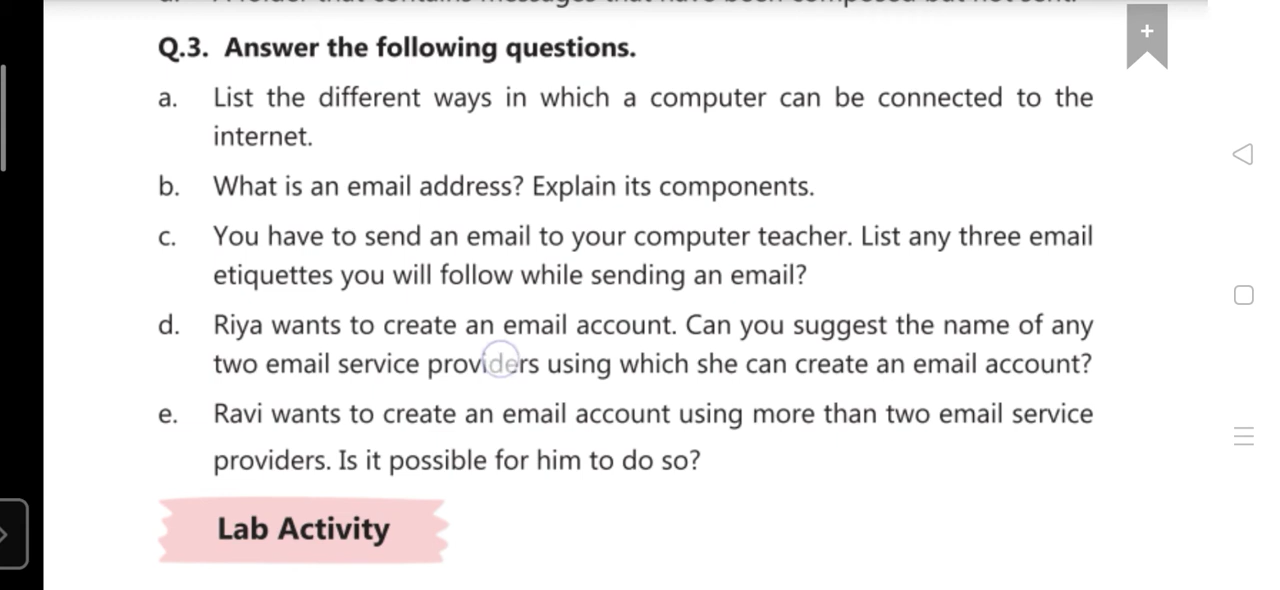 Q.3. Answer the following questions.
a. List the different ways in which a computer can be connected to the
internet.
b. What is an email address? Explain its components.
c. You have to send an email to your computer teacher. List any three email
etiquettes you will follow while sending an email?
d. Riya wants to create an email account. Can you suggest the name of any
two email service providers using which she can create an email account?
e. Ravi wants to create an email account using more than two email service
providers. Is it possible for him to do so?
Lab Activity